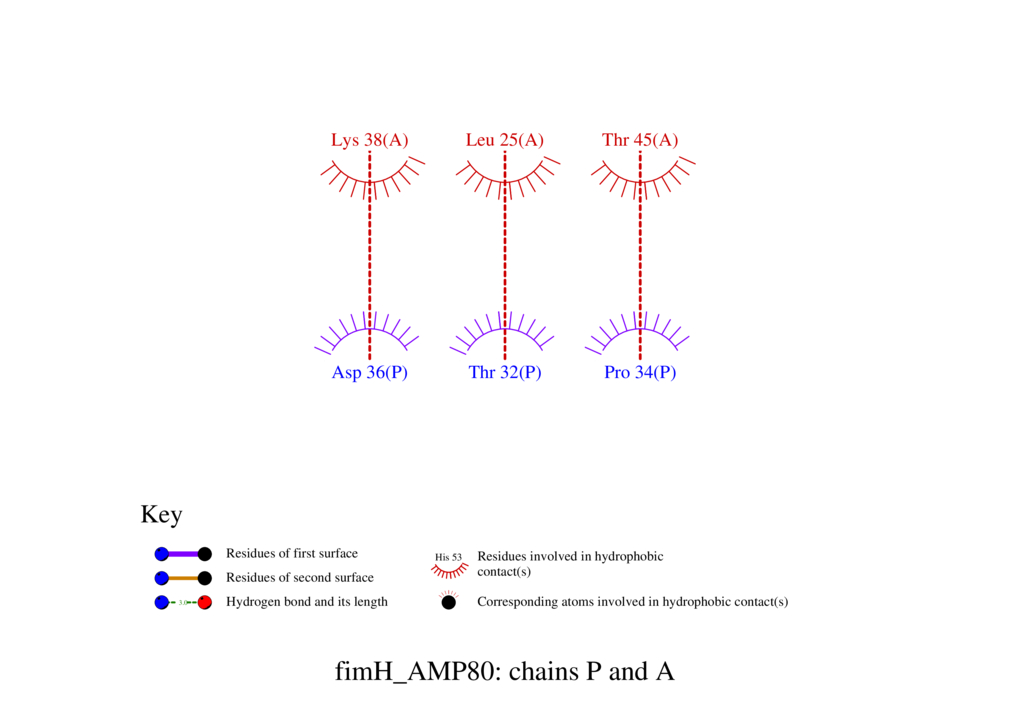 Lys 38(A) Leu 25(A) Thr 45(A)
Asp 36(P) Thr 32(P) Pro 34(P)
Key
Residues of first surface
Residues of second surface
3.0 Hydrogen bond and its length
His 53 Residues involved in hydrophobic
contact(s)
Corresponding atoms involved in hydrophobic contact(s)
fimH_AMP80: chains P and A